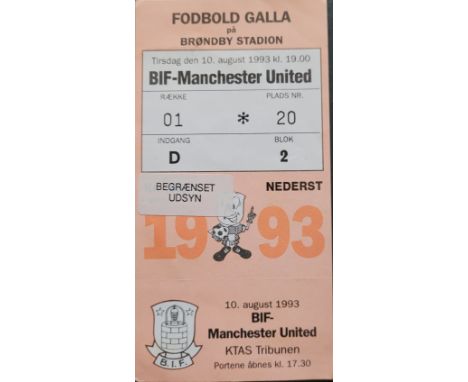 FODBOLD GALLA
på
BRØNDBY STADION
Tirsdag den 10. august 1993 kl. 19.00
BIF-Manchester United
RÆKKE PLADS NR.
01 * 20
INDGANG BLOK
D 2
BEGRÆNSET
UDSYN
NEDERST
1993
10. august 1993
BIF-
Manchester United
KTAS Tribunen
Portene åbnes kl. 17.30
B.I.F.